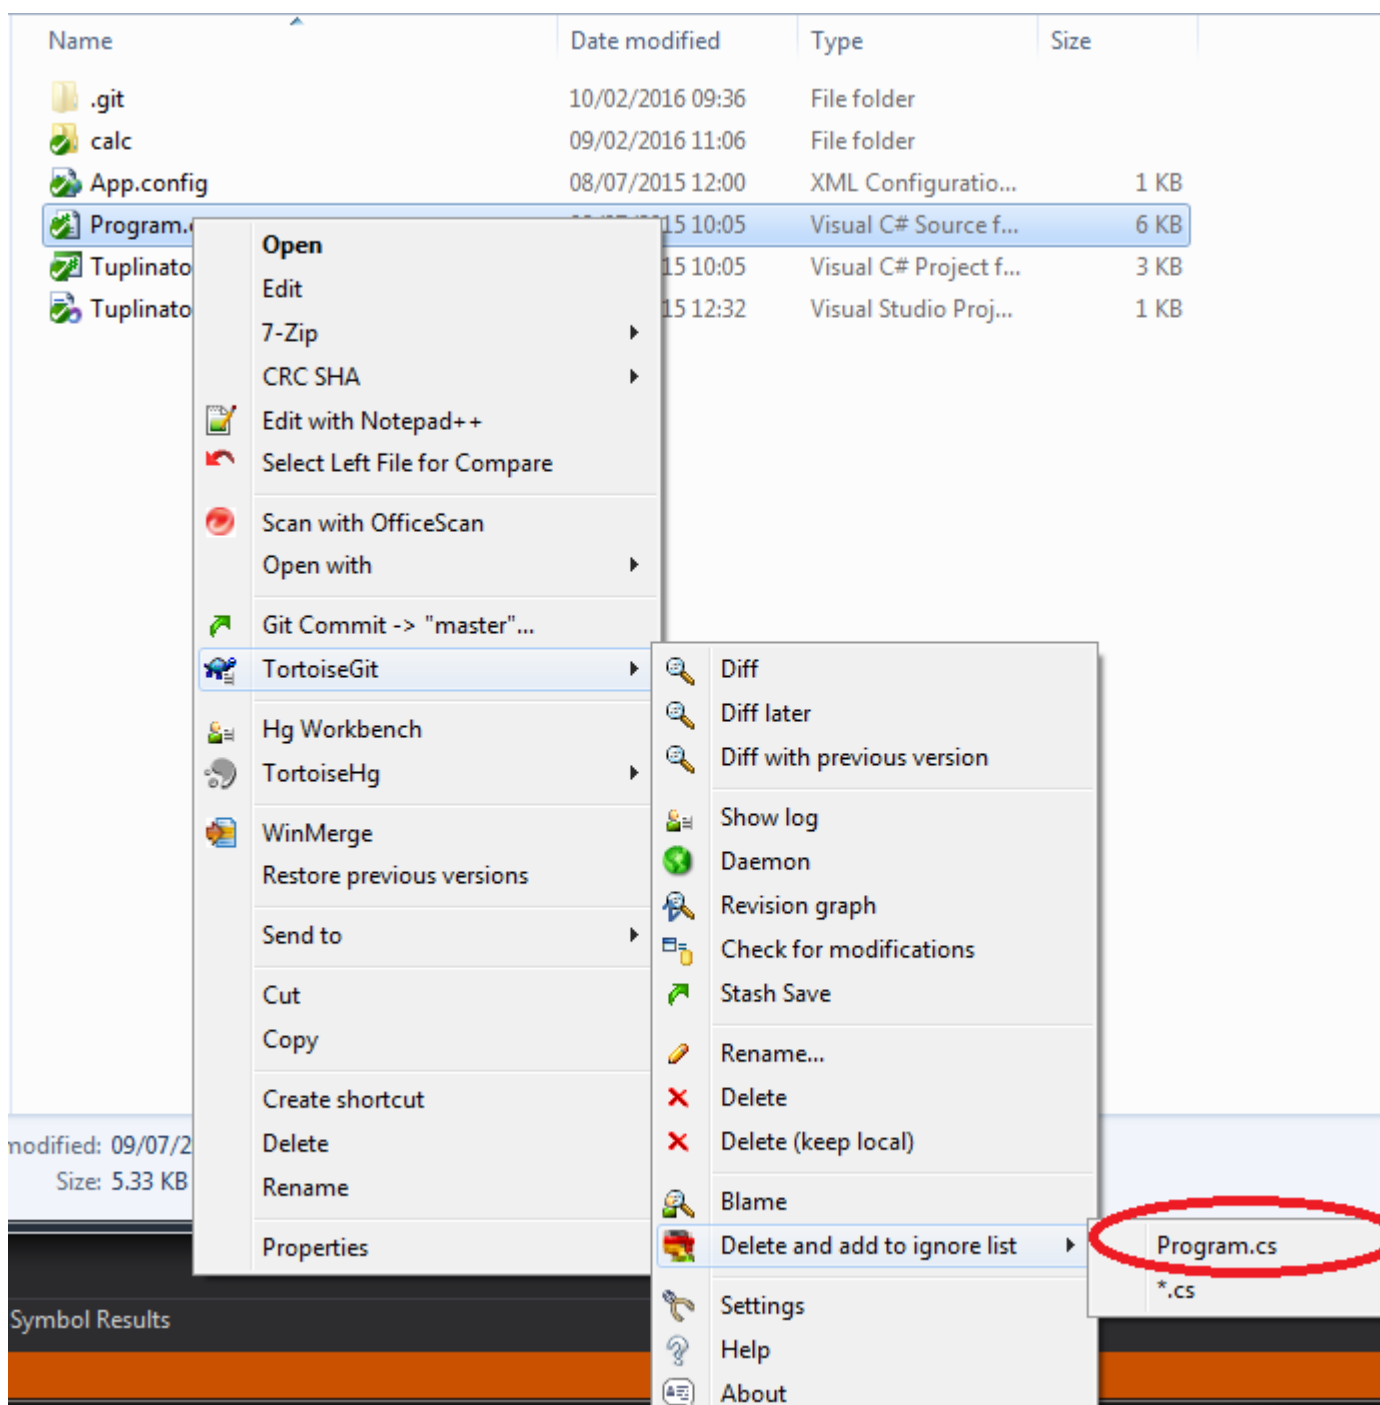 Name Date modified Type Size
.git 10/02/2016 09:36 File folder
calc 09/02/2016 11:06 File folder
App.config 08/07/2015 12:00 XML Configuratio... 1 KB
Program. 15 10:05 Visual C# Source f... 6 KB
Tuplinato 15 10:05 Visual C# Project f... 3 KB
Tuplinato 15 12:32 Visual Studio Proj... 1 KB
Open
Edit
7-Zip
CRC SHA
Edit with Notepad++
Select Left File for Compare
Scan with OfficeScan
Open with
Git Commit -> "master"...
TortoiseGit
Hg Workbench
TortoiseHg
WinMerge
Restore previous versions
Send to
Cut
Copy
Create shortcut
Delete
Rename
Properties
Diff
Diff later
Diff with previous version
Show log
Daemon
Revision graph
Check for modifications
Stash Save
Rename...
Delete
Delete (keep local)
Blame
Delete and add to ignore list
Settings
Help
About
Program.cs
*.cs
modified: 09/07/2
Size: 5.33 KB
Symbol Results